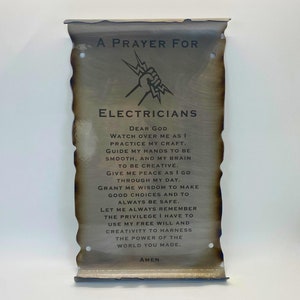 A PRAYER FOR
ELECTRICIANS
DEAR GOD
WATCH OVER ME AS I
PRACTICE MY CRAFT.
GUIDE MY HANDS TO BE
SMOOTH, AND MY BRAIN
TO BE CREATIVE.
GIVE ME PEACE AS I GO
THROUGH MY DAY.
GRANT ME WISDOM TO MAKE
GOOD CHOICES AND TO
ALWAYS BE SAFE.
LET ME ALWAYS REMEMBER
THE PRIVILEGE I HAVE TO
USE MY FREE WILL AND
CREATIVITY TO HARNESS
THE POWER OF THE
WORLD YOU MADE.
AMEN